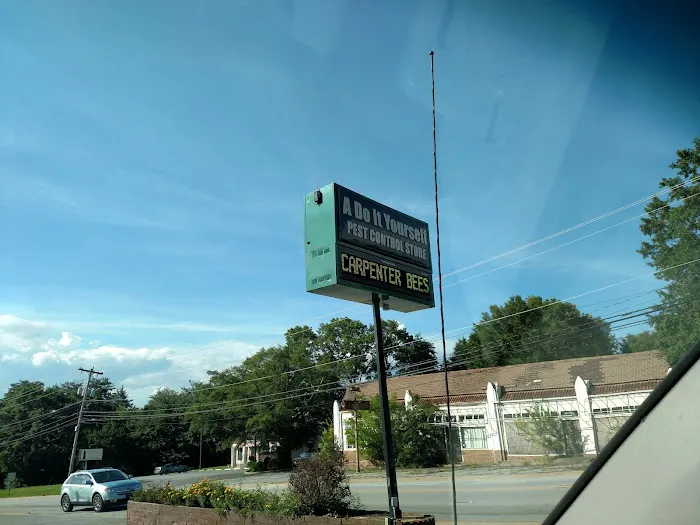 A Do It Yourself
PEST CONTROL STORE
CARPENTER BEES